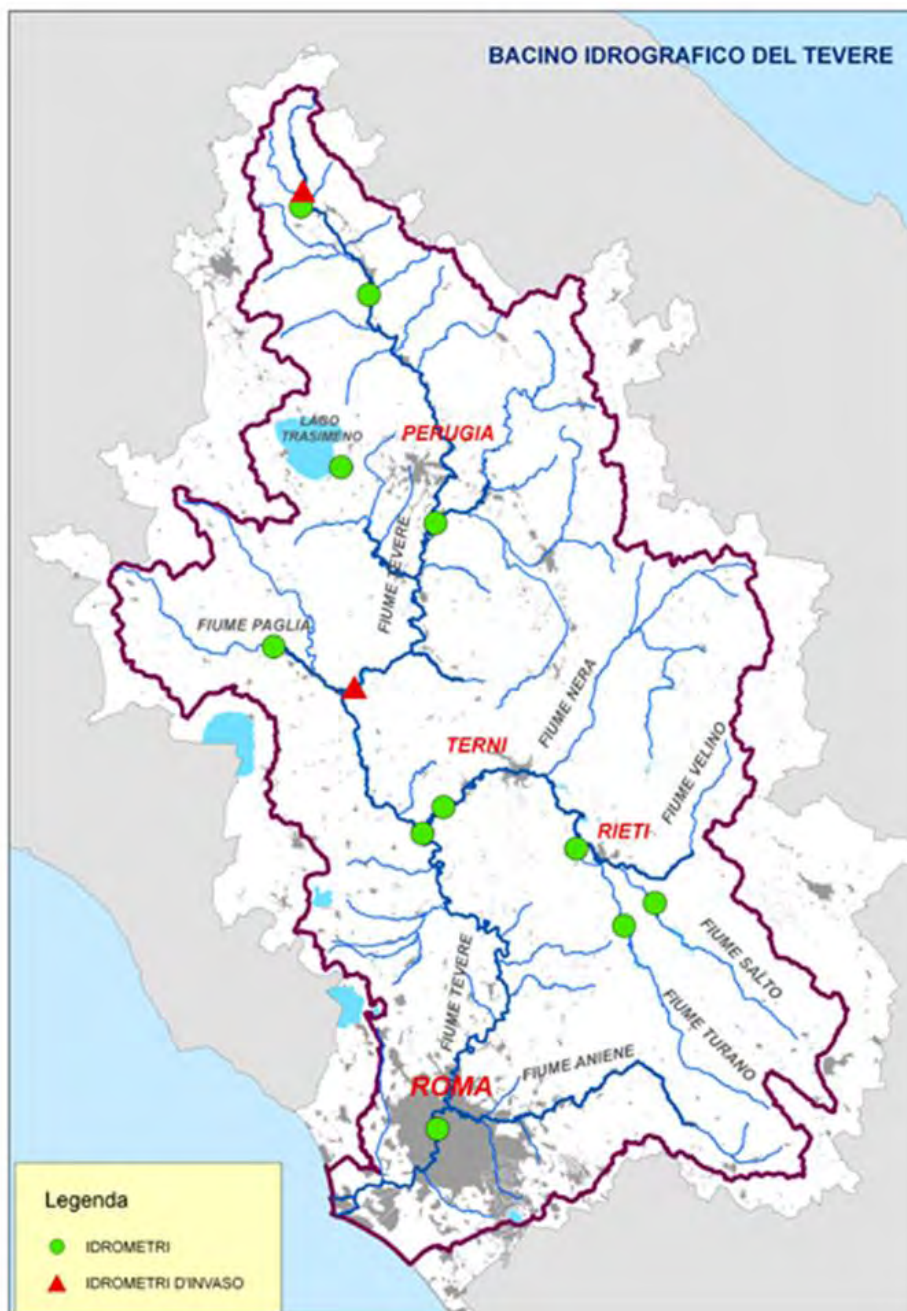 BACINO IDROGRAFICO DEL TEVERE
LAGO
TRASIMENO
PERUGIA
FIUME TEVERE
FIUME PAGLIA
FIUME NERA
TERNI
FIUME VELINO
RIETI
FIUME SALTO
FIUME TEVERE
FIUME TURANO
FIUME ANIENE
ROMA
Legenda
IDROMETRI
IDROMETRI D'INVASO